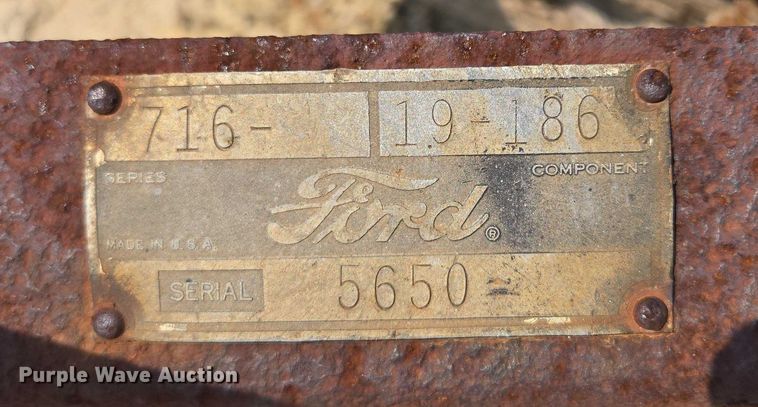 716- 19-186
SERIES COMPONENT
Ford®
MADE IN U.S.A.
SERIAL 5650
Purple Wave Auction